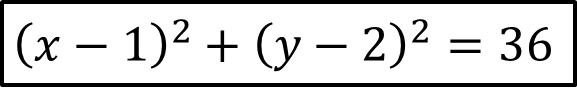 (x − 1)² + (y − 2)² = 36